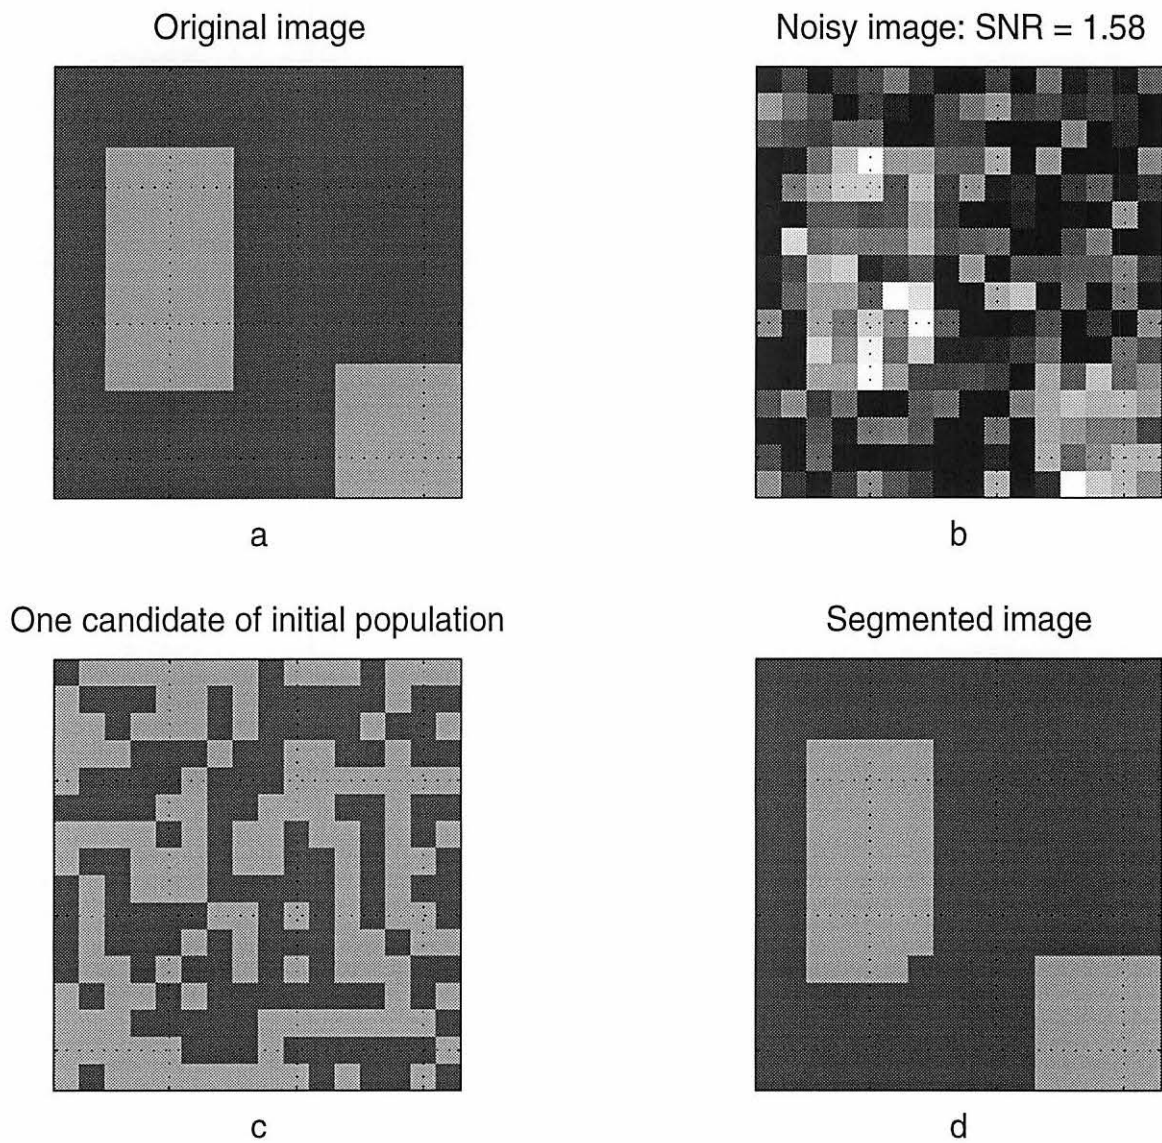 Original image
Noisy image: SNR = 1.58
a
b
One candidate of initial population
Segmented image
c
d